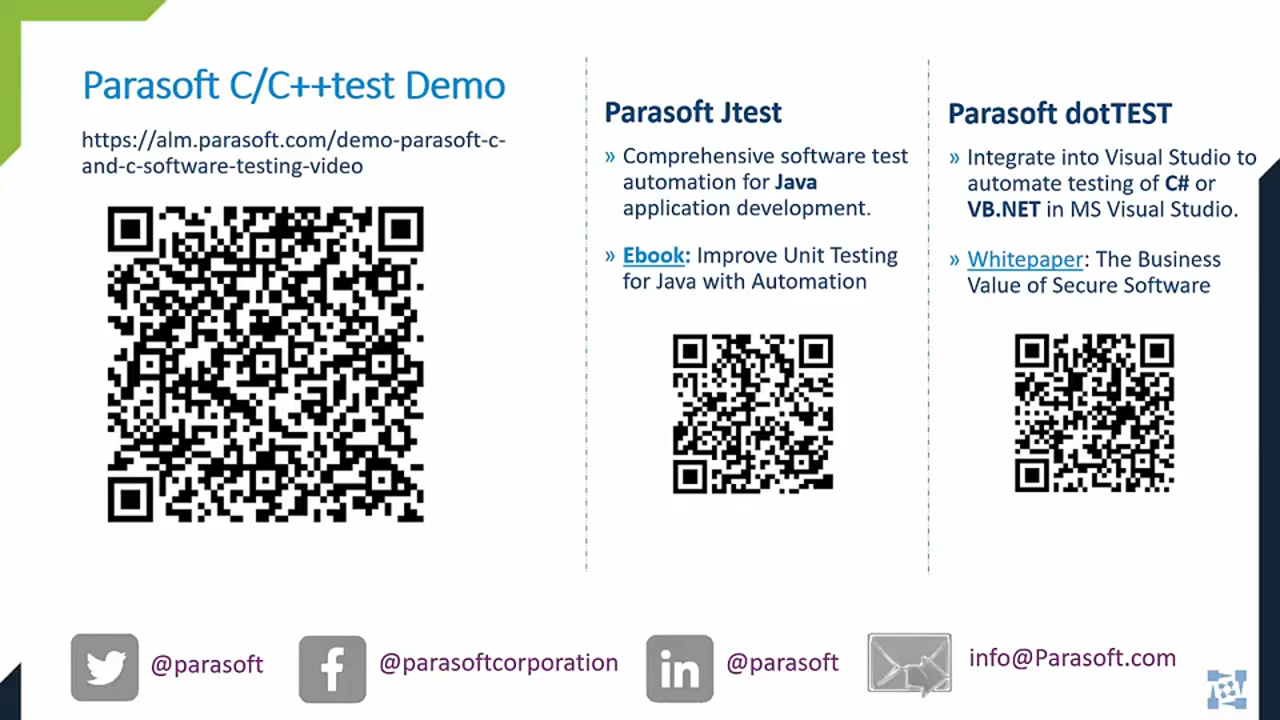 Parasoft C/C++test Demo
https://alm.parasoft.com/demo-parasoft-c-
and-c-software-testing-video
Parasoft Jtest
» Comprehensive software test
automation for Java
application development.
» Ebook: Improve Unit Testing
for Java with Automation
Parasoft dotTEST
» Integrate into Visual Studio to
automate testing of C# or
VB.NET in MS Visual Studio.
» Whitepaper: The Business
Value of Secure Software
@parasoft
@parasoftcorporation
in @parasoft
info@Parasoft.com